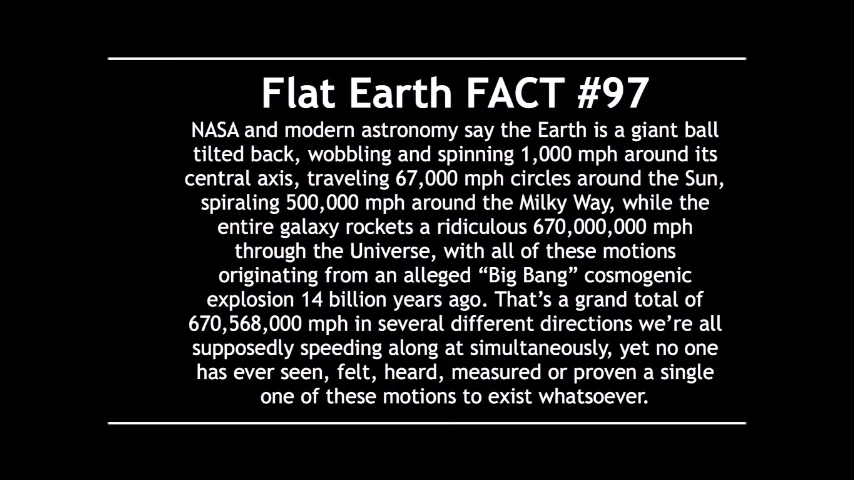 Flat Earth FACT #97
NASA and modern astronomy say the Earth is a giant ball
tilted back, wobbling and spinning 1,000 mph around its
central axis, traveling 67,000 mph circles around the Sun,
spiraling 500,000 mph around the Milky Way, while the
entire galaxy rockets a ridiculous 670,000,000 mph
through the Universe, with all of these motions
originating from an alleged “Big Bang” cosmogenic
explosion 14 billion years ago. That’s a grand total of
670,568,000 mph in several different directions we’re all
supposedly speeding along at simultaneously, yet no one
has ever seen, felt, heard, measured or proven a single
one of these motions to exist whatsoever.